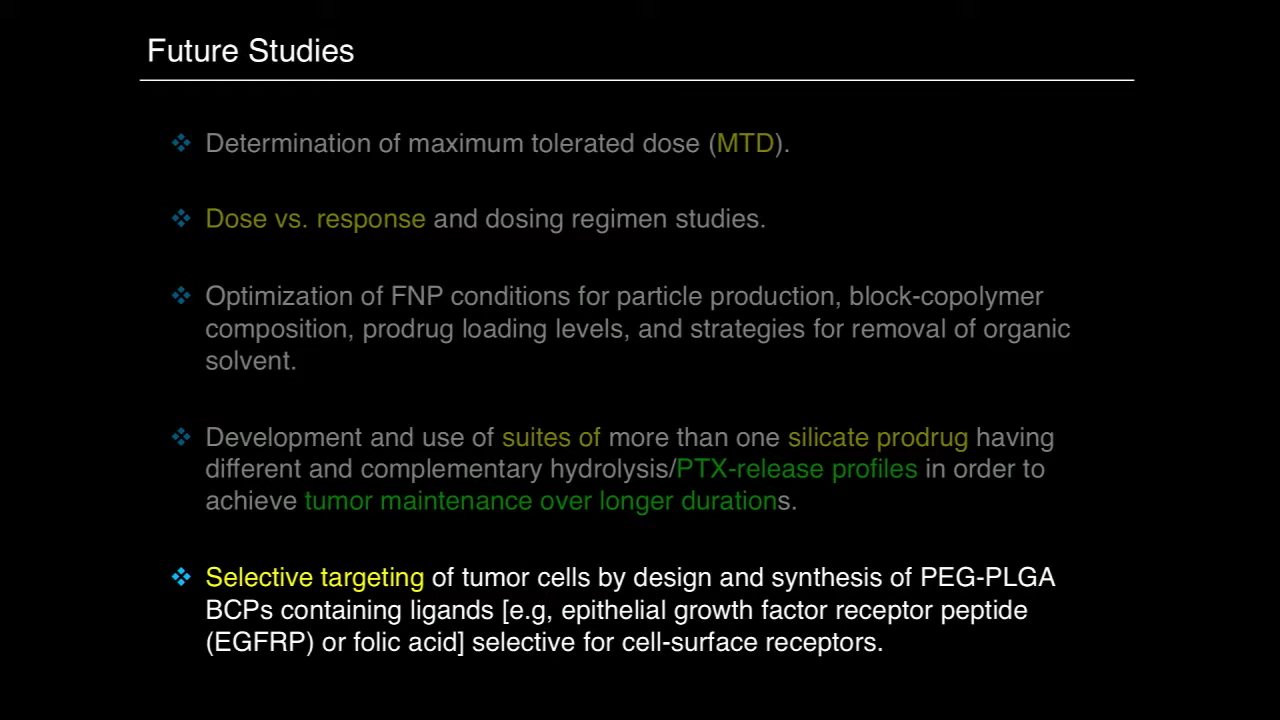 Future Studies
❖ Determination of maximum tolerated dose (MTD).
❖ Dose vs. response and dosing regimen studies.
❖ Optimization of FNP conditions for particle production, block-copolymer
composition, prodrug loading levels, and strategies for removal of organic
solvent.
❖ Development and use of suites of more than one silicate prodrug having
different and complementary hydrolysis/PTX-release profiles in order to
achieve tumor maintenance over longer durations.
❖ Selective targeting of tumor cells by design and synthesis of PEG-PLGA
BCPs containing ligands [e.g, epithelial growth factor receptor peptide
(EGFRP) or folic acid] selective for cell-surface receptors.